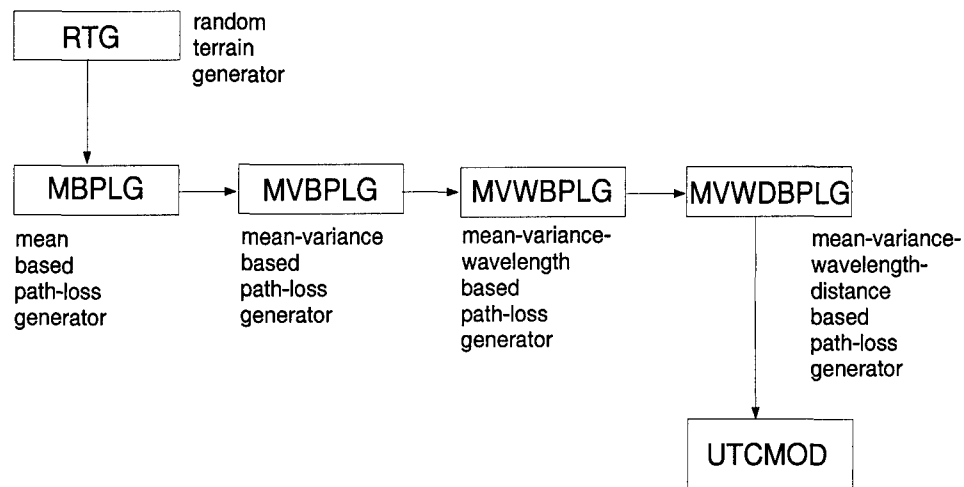 RTG
random
terrain
generator
MBPLG
MVBPLG
MVWBPLG
MVWDBPLG
mean
based
path-loss
generator
mean-variance
based
path-loss
generator
mean-variance-
wavelength
based
path-loss
generator
mean-variance-
wavelength-
distance
based
path-loss
generator
UTCMOD